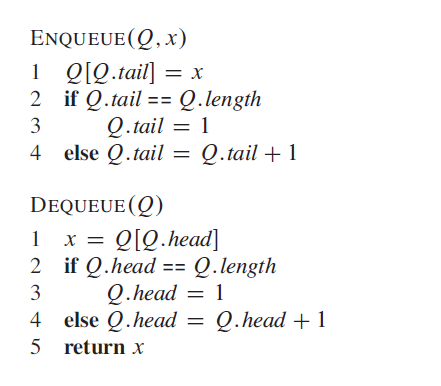 ENQUEUE(Q, x)
1 Q[Q.tail] = x
2 if Q.tail == Q.length
3 Q.tail = 1
4 else Q.tail = Q.tail + 1
DEQUEUE(Q)
1 x = Q[Q.head]
2 if Q.head == Q.length
3 Q.head = 1
4 else Q.head = Q.head + 1
5 return x